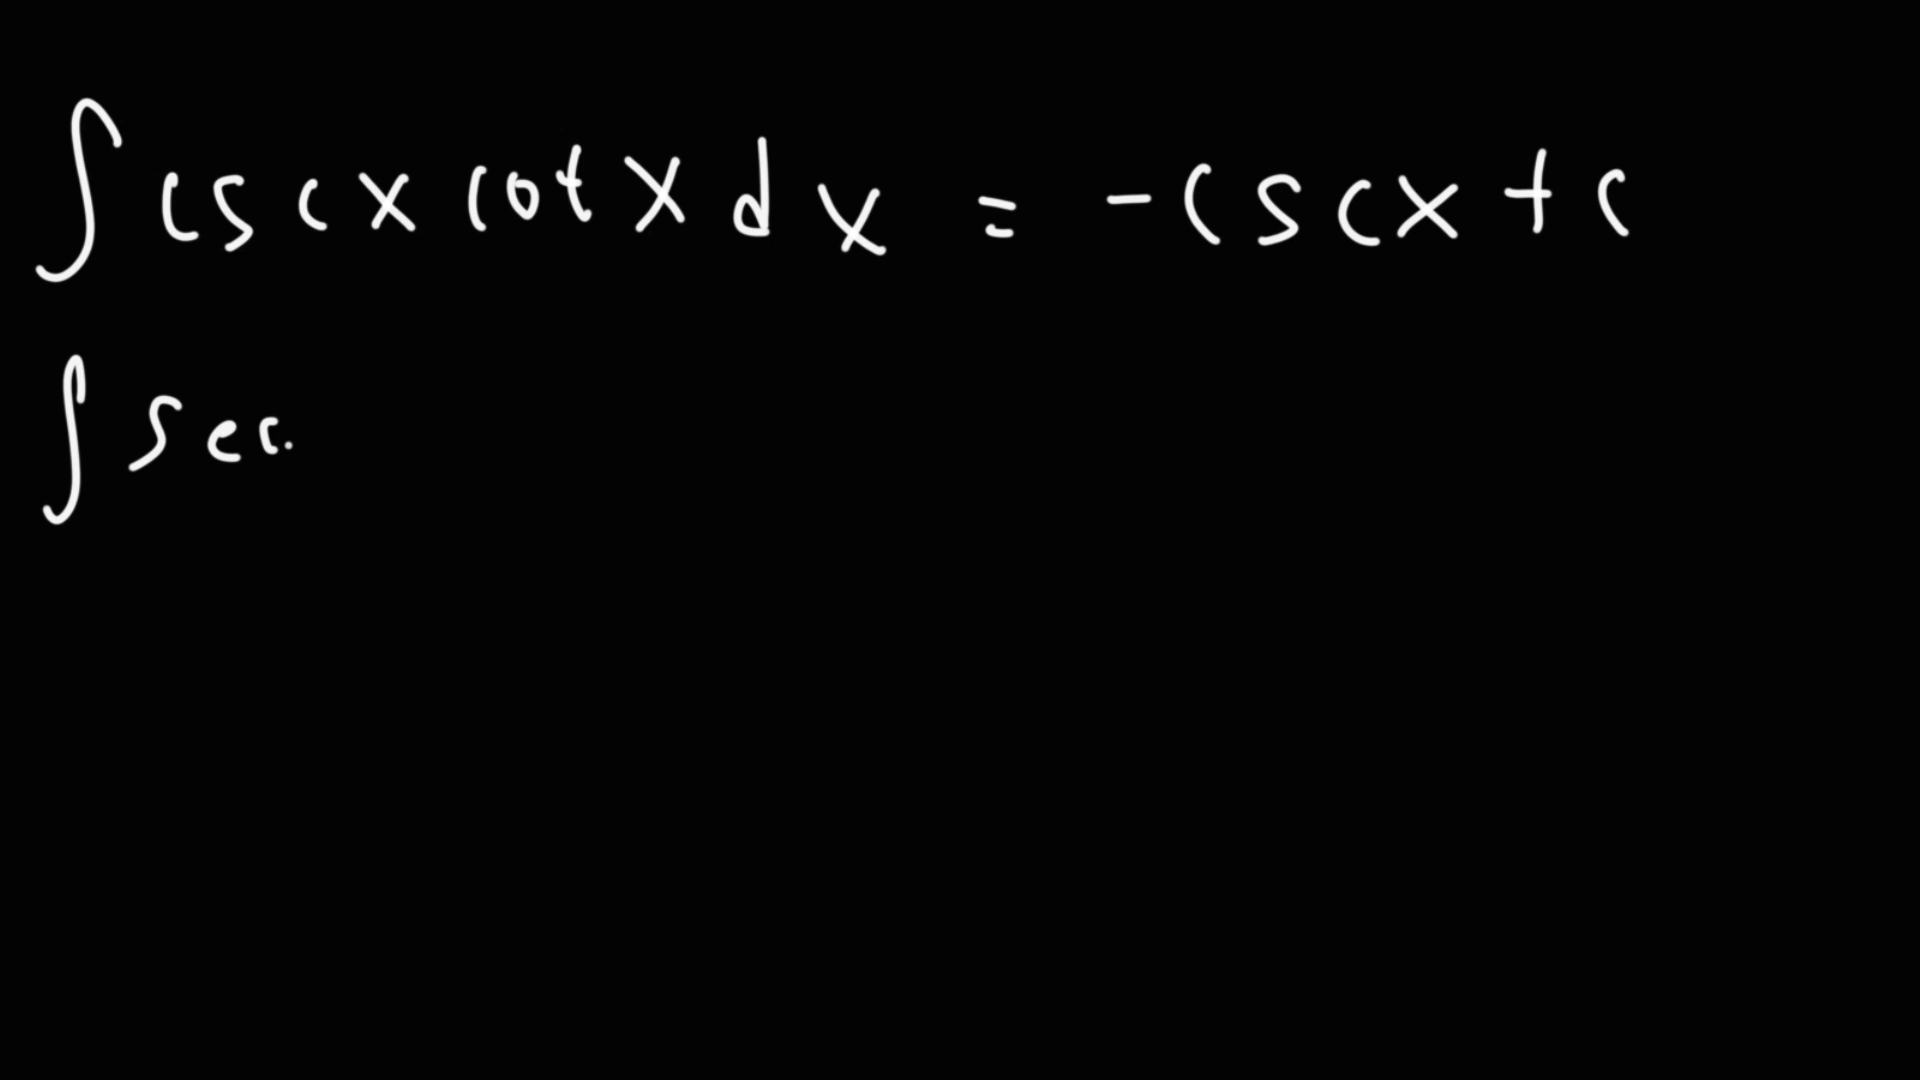 ∫ csc x cot x dx = -csc x + c
∫ sec